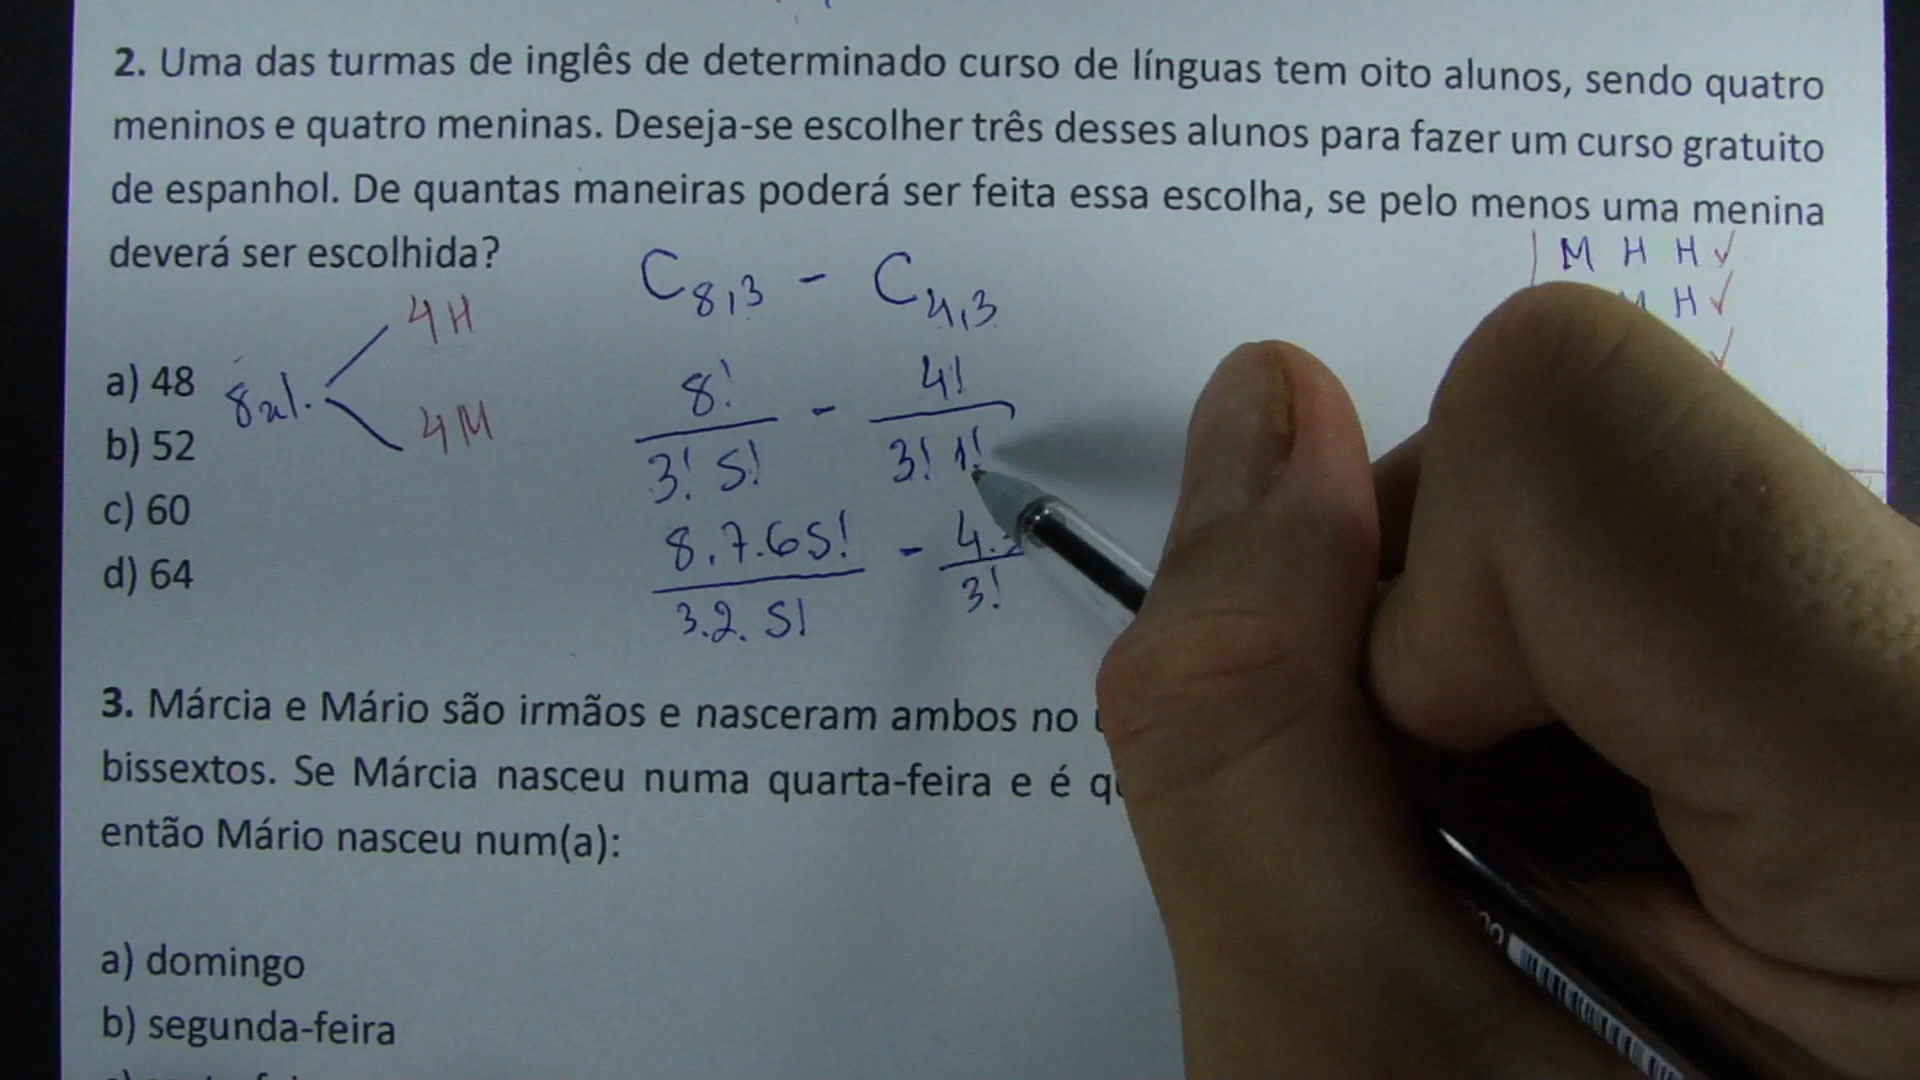 2. Uma das turmas de inglês de determinado curso de línguas tem oito alunos, sendo quatro
meninos e quatro meninas. Deseja-se escolher três desses alunos para fazer um curso gratuito
de espanhol. De quantas maneiras poderá ser feita essa escolha, se pelo menos uma menina
deverá ser escolhida?
C8,3 - C4,3
M H H ✓
H ✓
✓
8al. 4H
4M
8! / 3! 5! - 4! / 3! 1!
8.7.6 5! / 3.2. 5! - 4. / 3!
a) 48
b) 52
c) 60
d) 64
3. Márcia e Mário são irmãos e nasceram ambos no
bissextos. Se Márcia nasceu numa quarta-feira e é
então Mário nasceu num(a):
a) domingo
b) segunda-feira